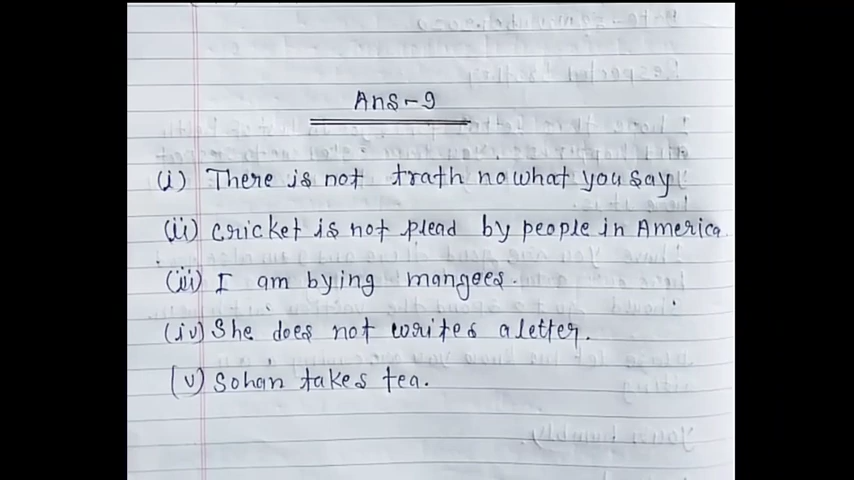 Ans - 9
(i) There is not trath no what you say
(ii) cricket is not plead by people in America
(iii) I am bying mangees.
(iv) She does not writes a letter.
(v) Sohan takes tea.